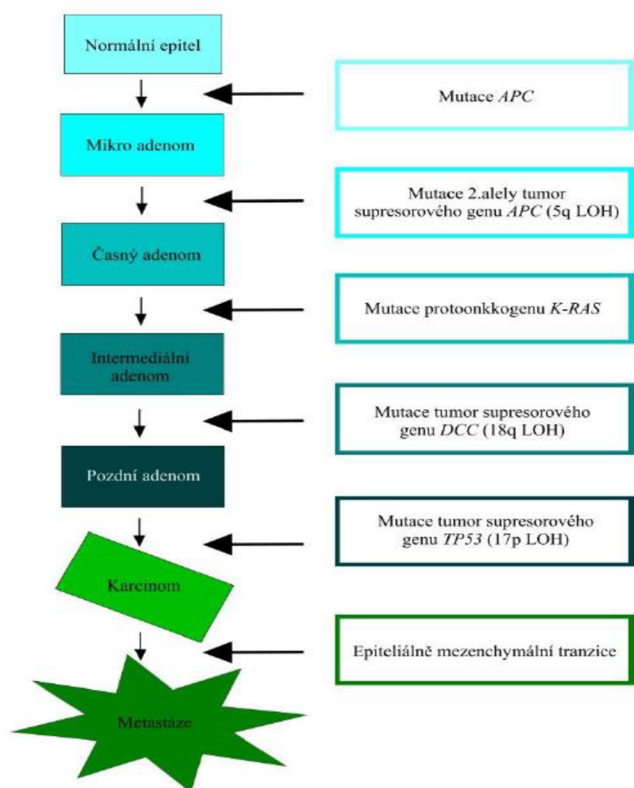 Normální epitel
Mutace APC
Mikro adenom
Mutace 2.alely tumor
supresorového genu APC (5q LOH)
Časný adenom
Mutace protoonkkogenu K-RAS
Intermediální
adenom
Mutace tumor supresorového
genu DCC (18q LOH)
Pozdní adenom
Mutace tumor supresorového
genu TP53 (17p LOH)
Karcinom
Epiteliálně mezenchymální tranzice
Metastáze